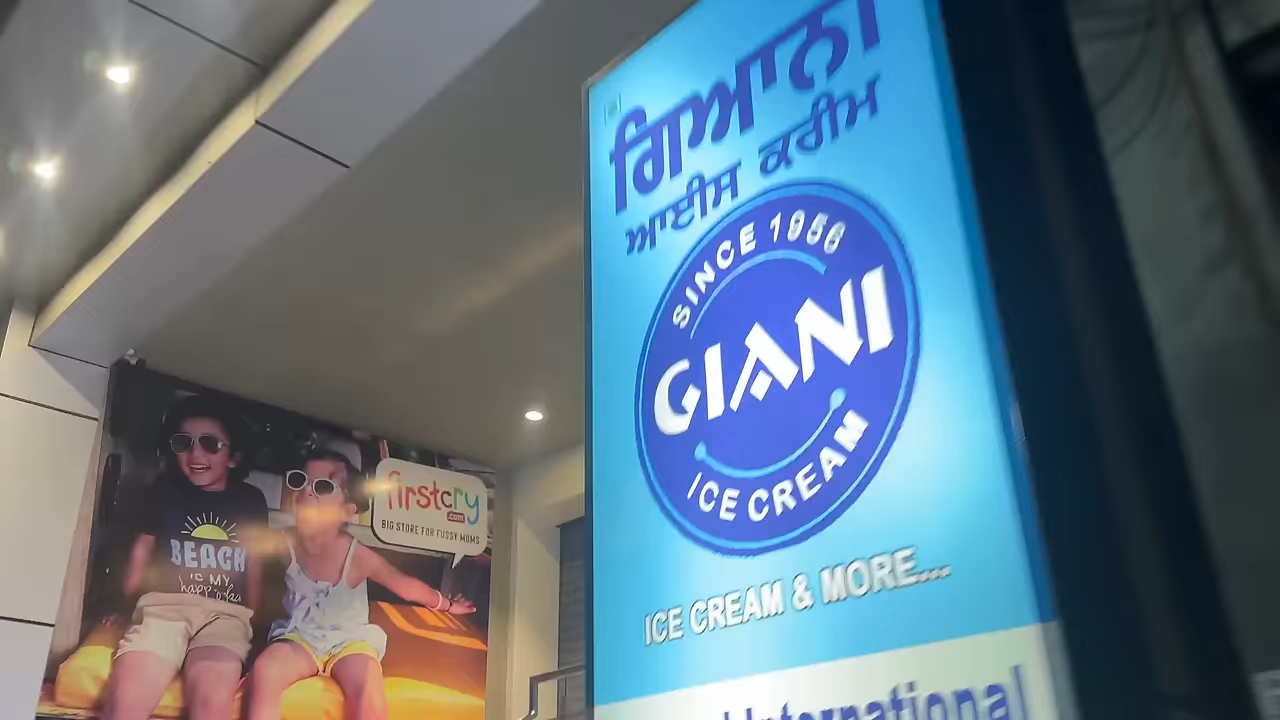 ਗਿਆਨੀ
ਆਈਸ ਕਰੀਮ
SINCE 1956
GIANI
ICE CREAM
ICE CREAM & MORE...
International
firstcry
.com
BIG STORE FOR FUSSY MOMS
BEACH
IS MY